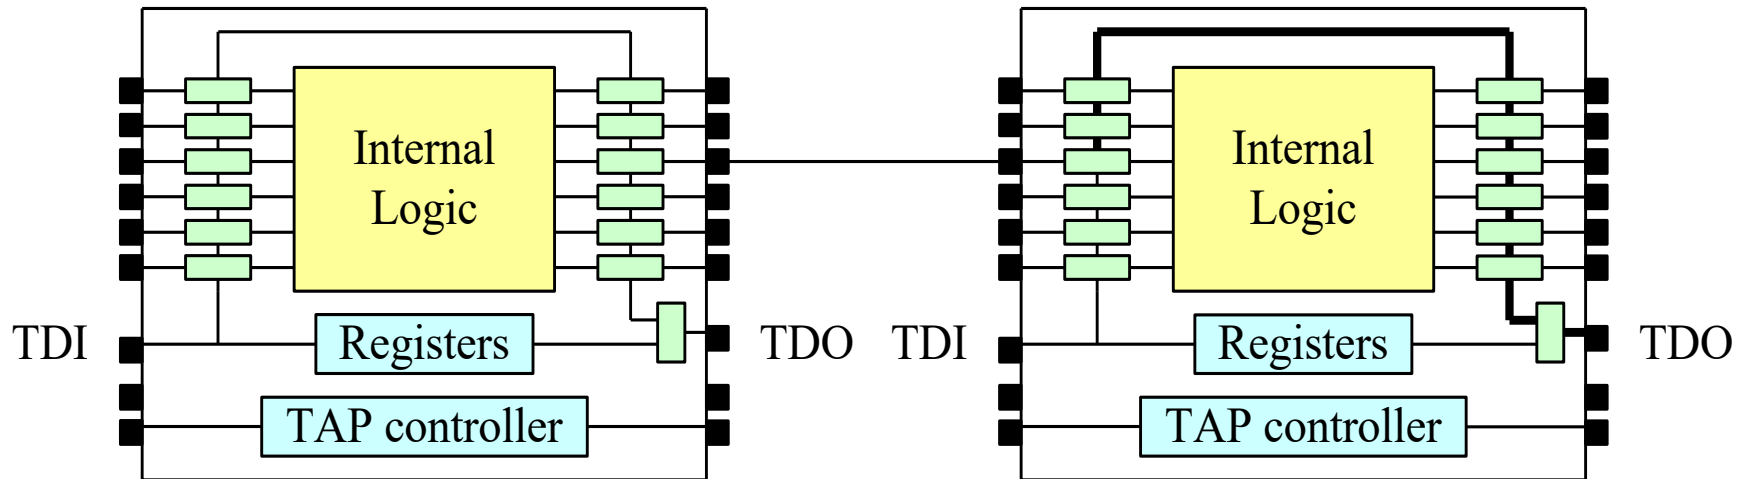 Internal
Logic
Internal
Logic
TDI
Registers
TDO
TDI
Registers
TDO
TAP controller
TAP controller